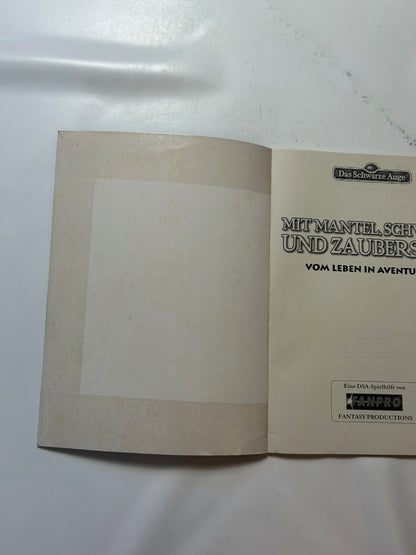 Das Schwarze Auge
MIT MANTEL, SCHW
UND ZAUBERS
VOM LEBEN IN AVENTU
Eine DSA-Spielhilfe von
FANPRO
FANTASY PRODUCTIONS